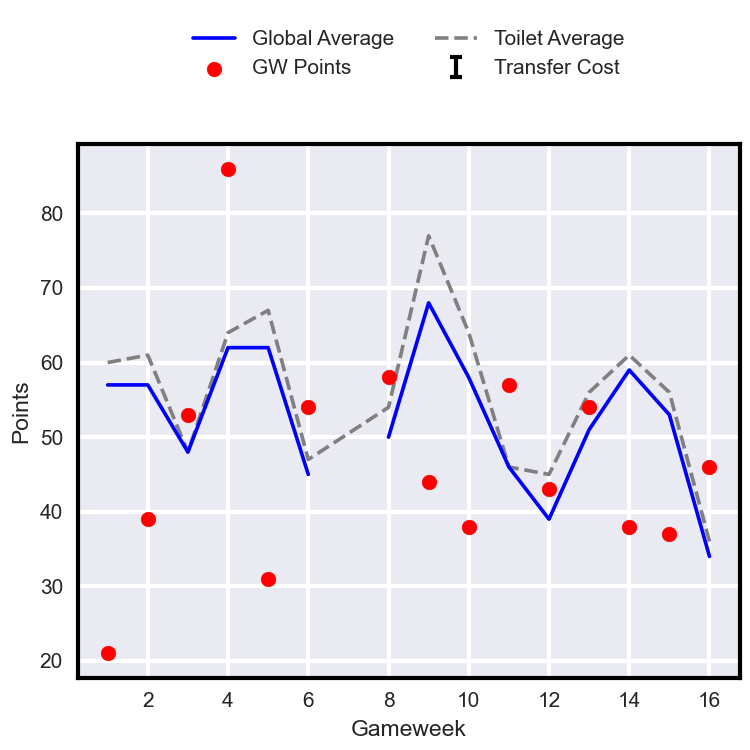 Global Average
Toilet Average
GW Points
Transfer Cost
80
70
60
50
40
30
20
Points
2 4 6 8 10 12 14 16
Gameweek